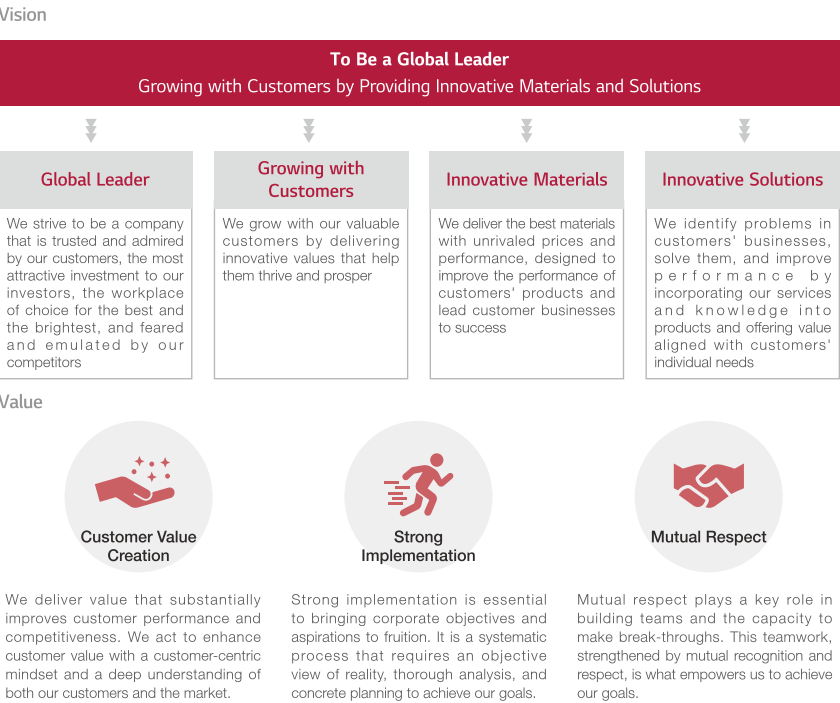 Vision
To Be a Global Leader
Growing with Customers by Providing Innovative Materials and Solutions
Global Leader
We strive to be a company
that is trusted and admired
by our customers, the most
attractive investment to our
investors, the workplace
of choice for the best and
the brightest, and feared
and emulated by our
competitors
Growing with
Customers
We grow with our valuable
customers by delivering
innovative values that help
them thrive and prosper
Innovative Materials
We deliver the best materials
with unrivaled prices and
performance, designed to
improve the performance of
customers' products and
lead customer businesses
to success
Innovative Solutions
We identify problems in
customers' businesses,
solve them, and improve
performance by
incorporating our services
and knowledge into
products and offering value
aligned with customers'
individual needs
Value
Customer Value
Creation
We deliver value that substantially
improves customer performance and
competitiveness. We act to enhance
customer value with a customer-centric
mindset and a deep understanding of
both our customers and the market.
Strong
Implementation
Strong implementation is essential
to bringing corporate objectives and
aspirations to fruition. It is a systematic
process that requires an objective
view of reality, thorough analysis, and
concrete planning to achieve our goals.
Mutual Respect
Mutual respect plays a key role in
building teams and the capacity to
make break-throughs. This teamwork,
strengthened by mutual recognition and
respect, is what empowers us to achieve
our goals.